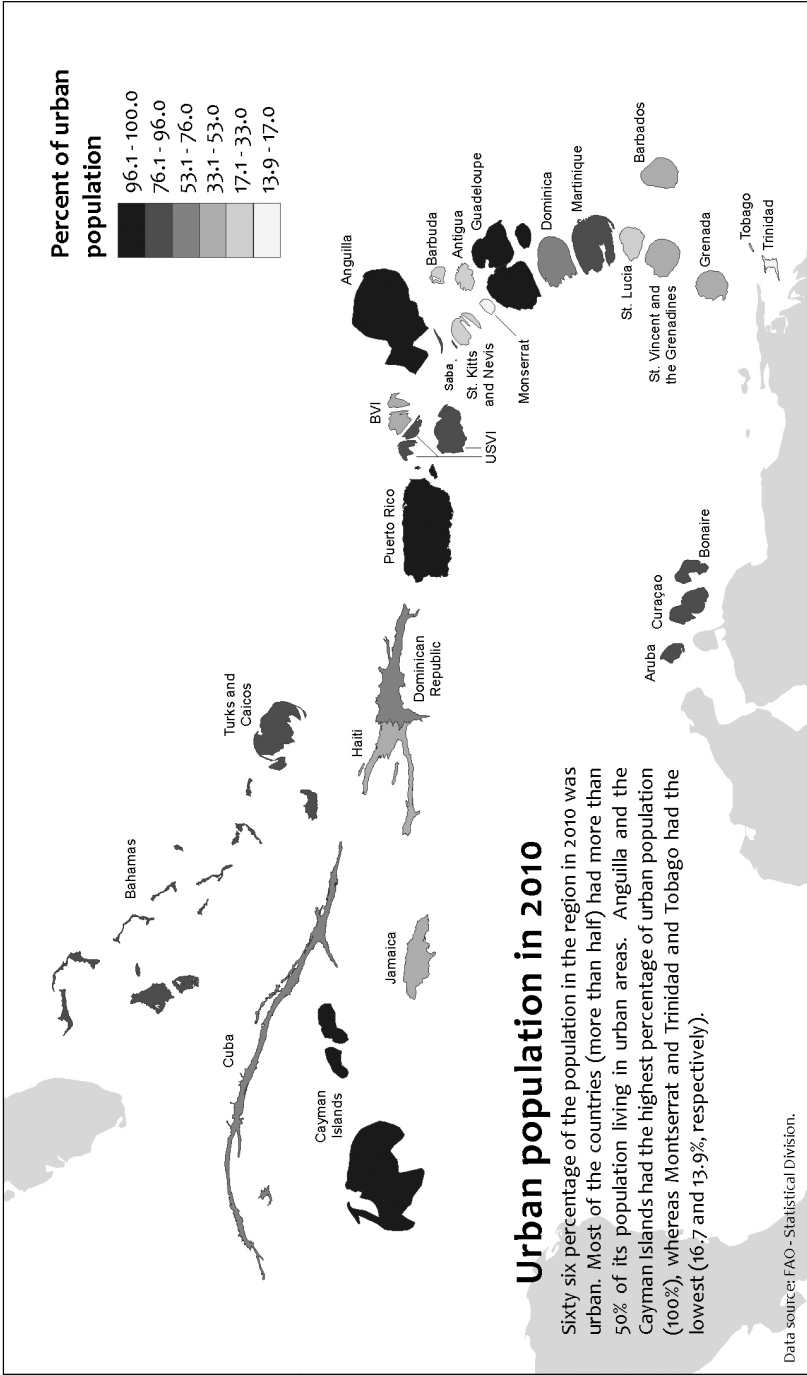 Percent of urban
population
96.1 - 100.0
76.1 - 96.0
53.1 - 76.0
33.1 - 53.0
17.1 - 33.0
13.9 - 17.0
Bahamas
Turks and
Caicos
Cuba
Cayman
Islands
Jamaica
Haiti
Dominican
Republic
Puerto Rico
BVI
USVI
Anguilla
Saba
St. Kitts
and Nevis
Monserrat
Barbuda
Antigua
Guadeloupe
Dominica
Martinique
St. Lucia
St. Vincent and
the Grenadines
Barbados
Grenada
Tobago
Trinidad
Aruba
Curaçao
Bonaire
Urban population in 2010
Sixty six percentage of the population in the region in 2010 was
urban. Most of the countries (more than half) had more than
50% of its population living in urban areas. Anguilla and the
Cayman Islands had the highest percentage of urban population
(100%), whereas Montserrat and Trinidad and Tobago had the
lowest (16.7 and 13.9%, respectively).
Data source: FAO - Statistical Division.